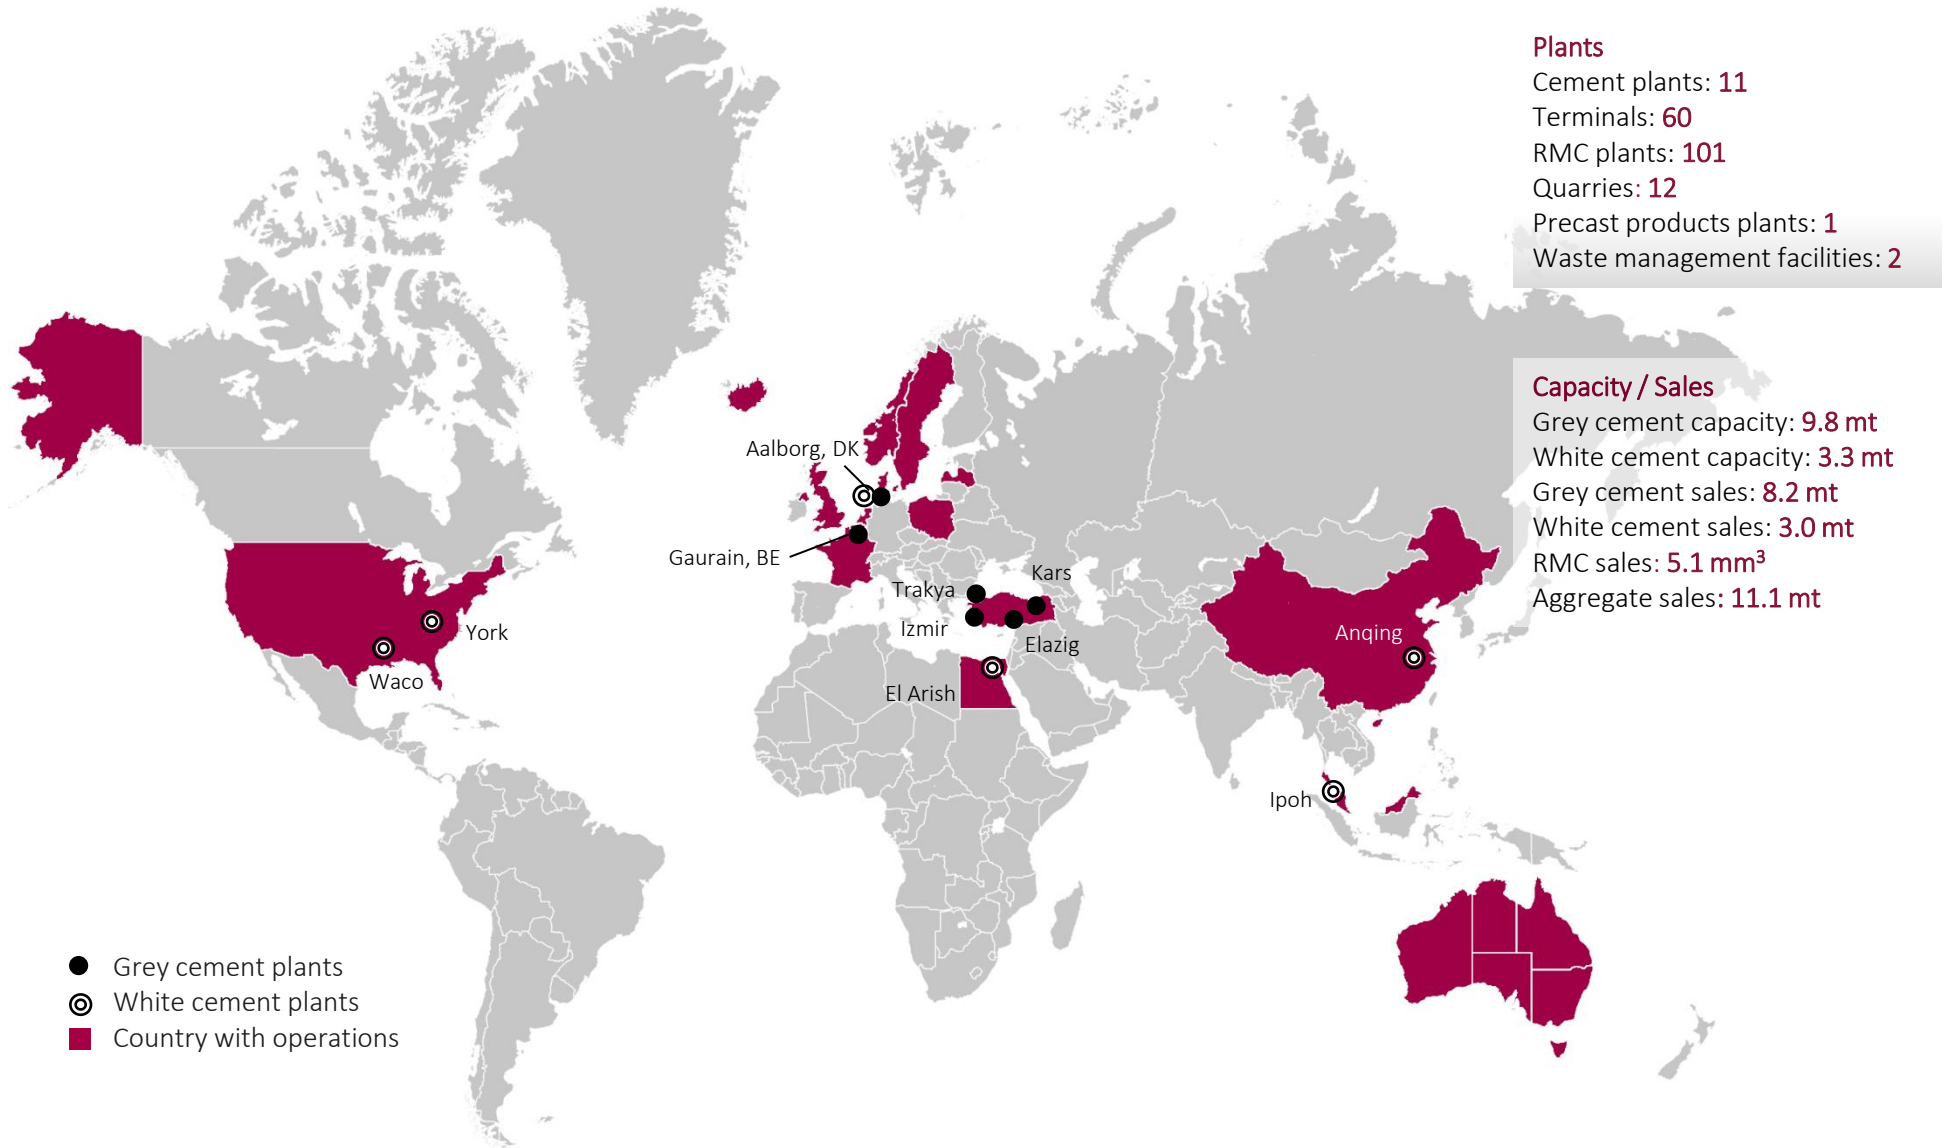 Plants
Cement plants: 11
Terminals: 60
RMC plants: 101
Quarries: 12
Precast products plants: 1
Waste management facilities: 2
Capacity / Sales
Grey cement capacity: 9.8 mt
White cement capacity: 3.3 mt
Grey cement sales: 8.2 mt
White cement sales: 3.0 mt
RMC sales: 5.1 mm³
Aggregate sales: 11.1 mt
Aalborg, DK
Gaurain, BE
Kars
Trakya
Izmir
Elazig
El Arish
York
Waco
Anqing
Ipoh
Grey cement plants
White cement plants
Country with operations